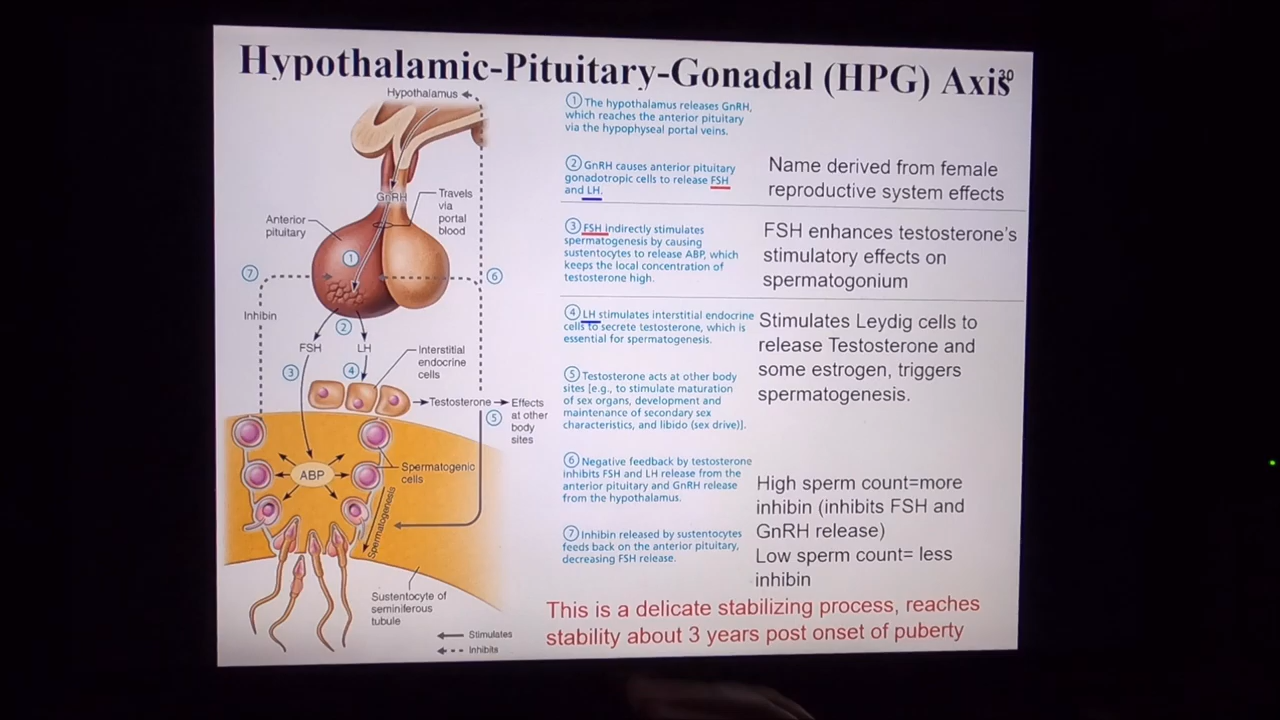 Hypothalamic-Pituitary-Gonadal (HPG) Axis
30
Hypothalamus
GnRH
Travels
via
portal
blood
Anterior
pituitary
1
7
6
Inhibin
2
FSH
LH
Interstitial
endocrine
cells
3
4
Testosterone
Effects
at other
body
sites
5
ABP
Spermatogenic
cells
Spermatogenesis
Sustentocyte of
seminiferous
tubule
Stimulates
Inhibits
1 The hypothalamus releases GnRH,
which reaches the anterior pituitary
via the hypophyseal portal veins.
2 GnRH causes anterior pituitary
gonadotropic cells to release FSH
and LH.
Name derived from female
reproductive system effects
3 FSH indirectly stimulates
spermatogenesis by causing
sustentocytes to release ABP, which
keeps the local concentration of
testosterone high.
FSH enhances testosterone's
stimulatory effects on
spermatogonium
4 LH stimulates interstitial endocrine
cells to secrete testosterone, which is
essential for spermatogenesis.
Stimulates Leydig cells to
release Testosterone and
some estrogen, triggers
spermatogenesis.
5 Testosterone acts at other body
sites [e.g., to stimulate maturation
of sex organs, development and
maintenance of secondary sex
characteristics, and libido (sex drive)].
6 Negative feedback by testosterone
inhibits FSH and LH release from the
anterior pituitary and GnRH release
from the hypothalamus.
7 Inhibin released by sustentocytes
feeds back on the anterior pituitary,
decreasing FSH release.
High sperm count=more
inhibin (inhibits FSH and
GnRH release)
Low sperm count= less
inhibin
This is a delicate stabilizing process, reaches
stability about 3 years post onset of puberty